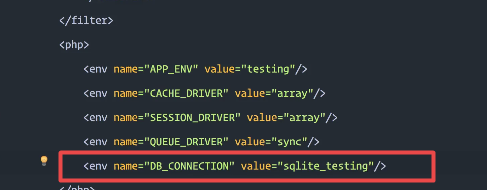 </filter>
<php>
<env name="APP_ENV" value="testing"/>
<env name="CACHE_DRIVER" value="array"/>
<env name="SESSION_DRIVER" value="array"/>
<env name="QUEUE_DRIVER" value="sync"/>
<env name="DB_CONNECTION" value="sqlite_testing"/>
</php>